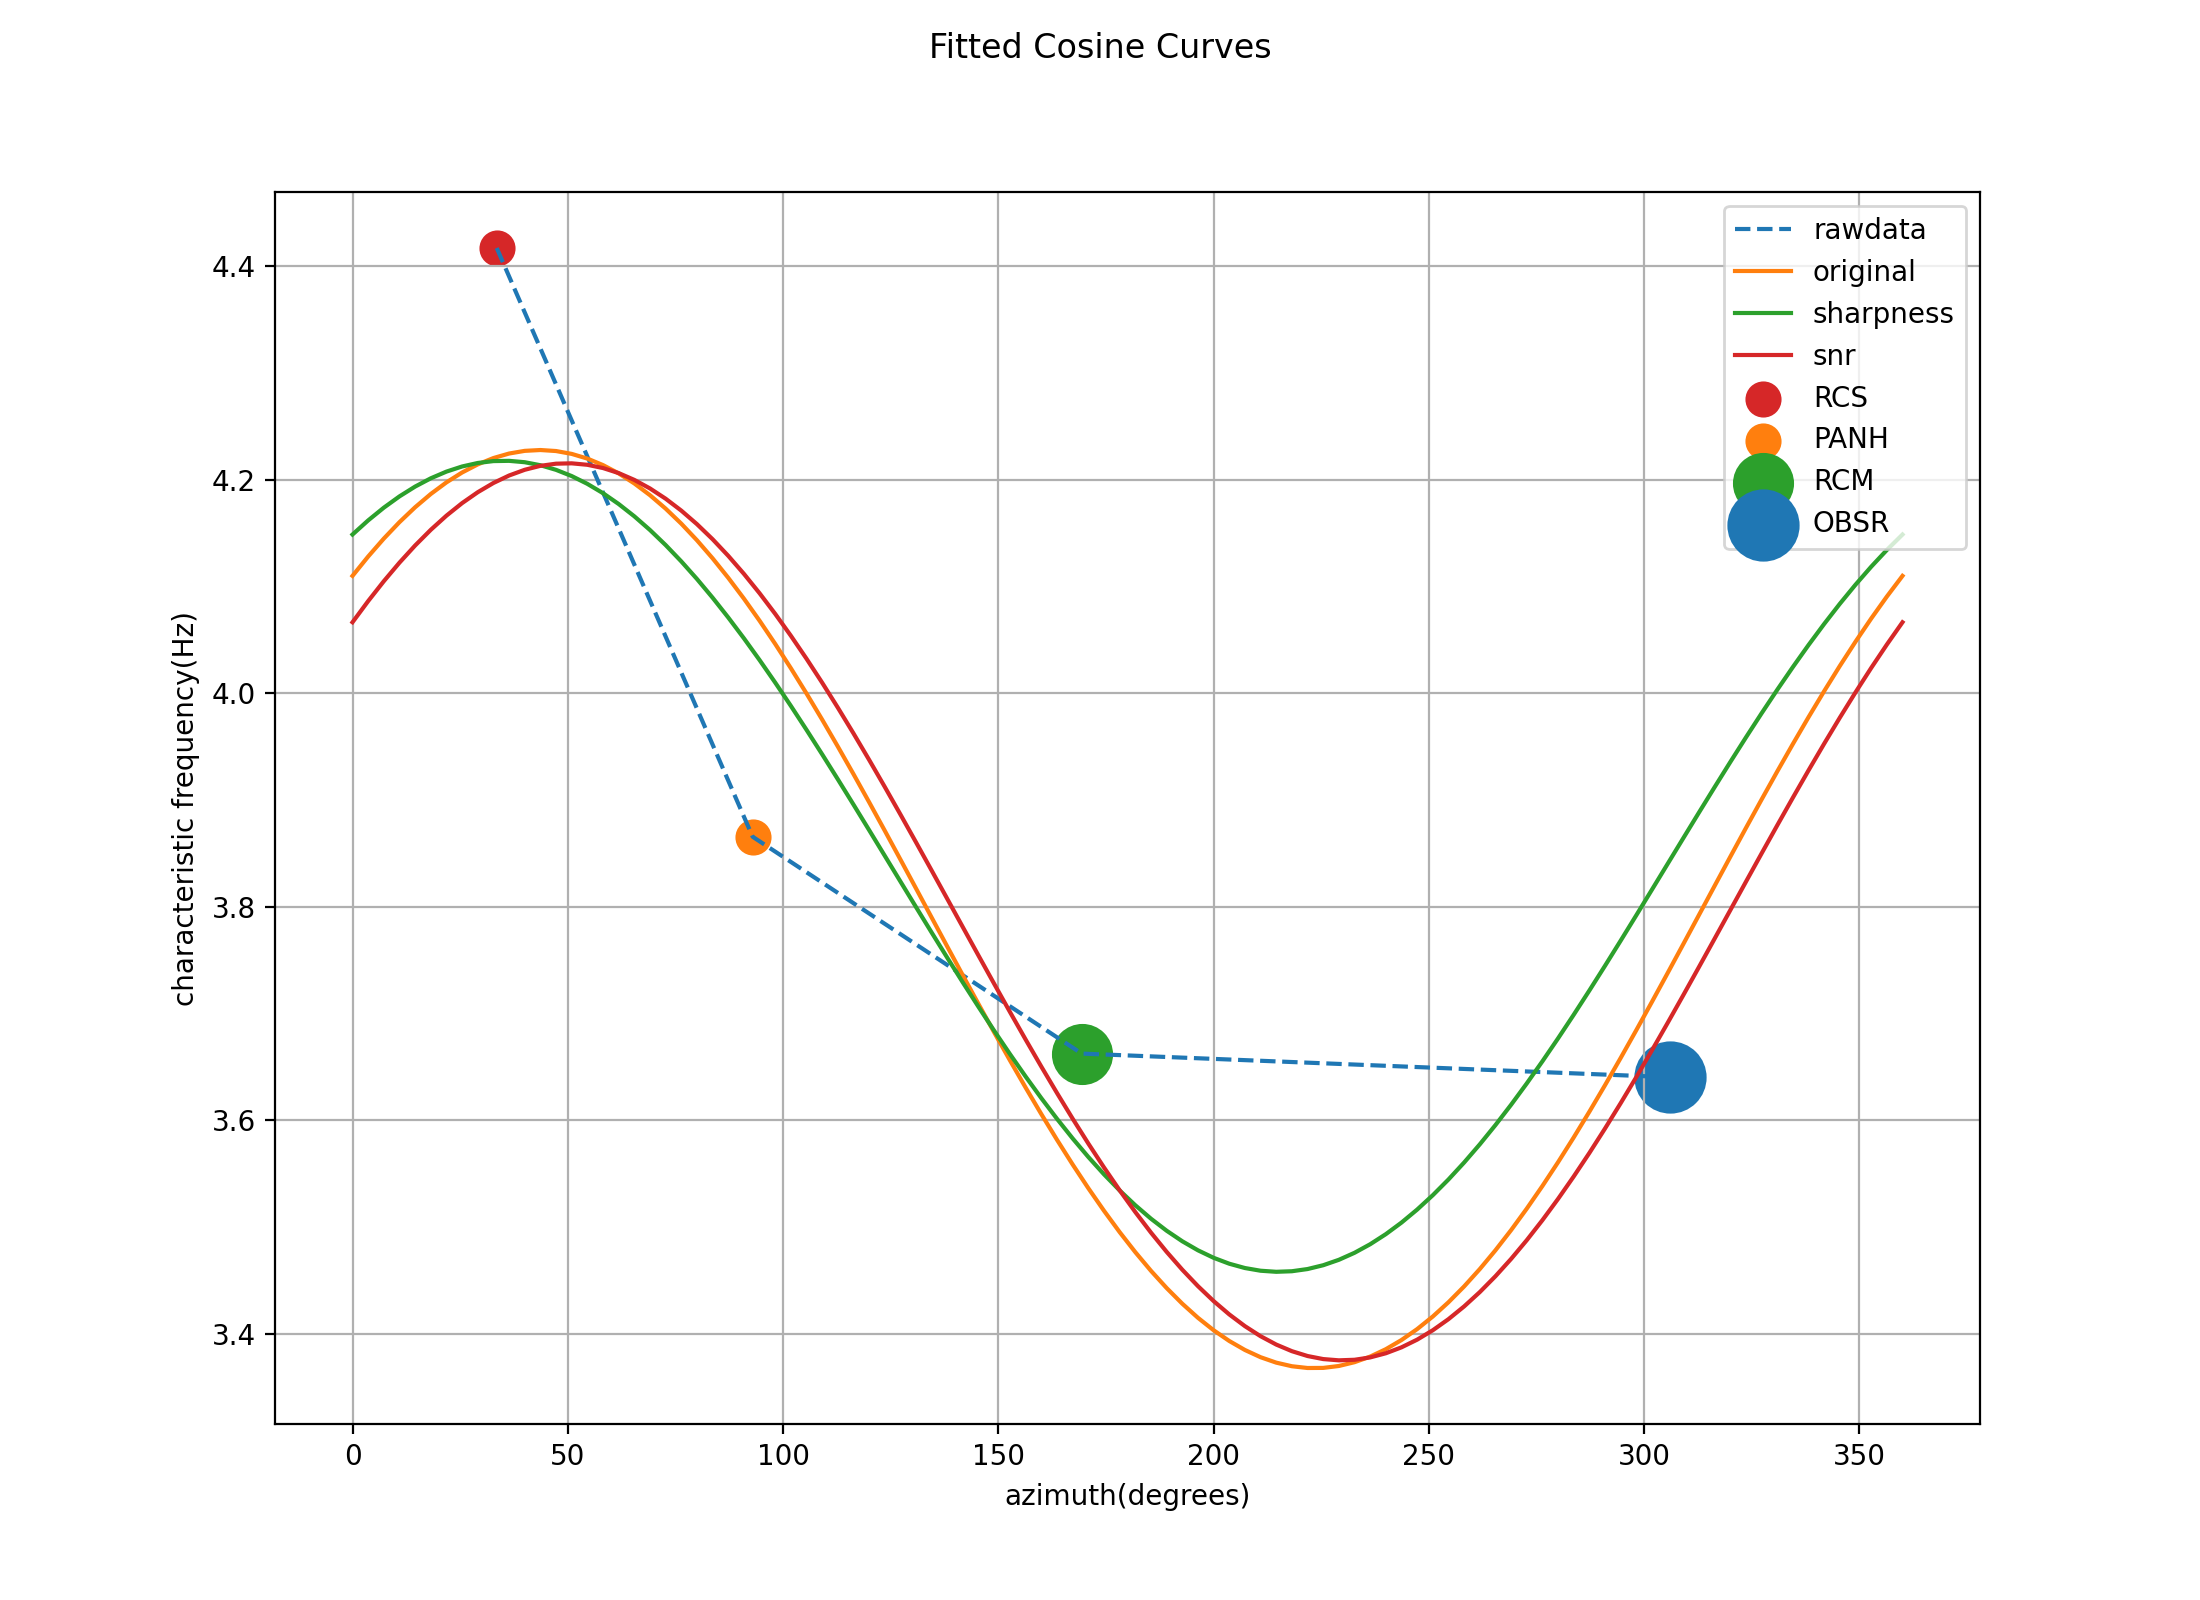 Fitted Cosine Curves
rawdata
original
sharpness
snr
RCS
PANH
RCM
OBSR
characteristic frequency(Hz)
4.4
4.2
4.0
3.8
3.6
3.4
0 50 100 150 200 250 300 350
azimuth(degrees)